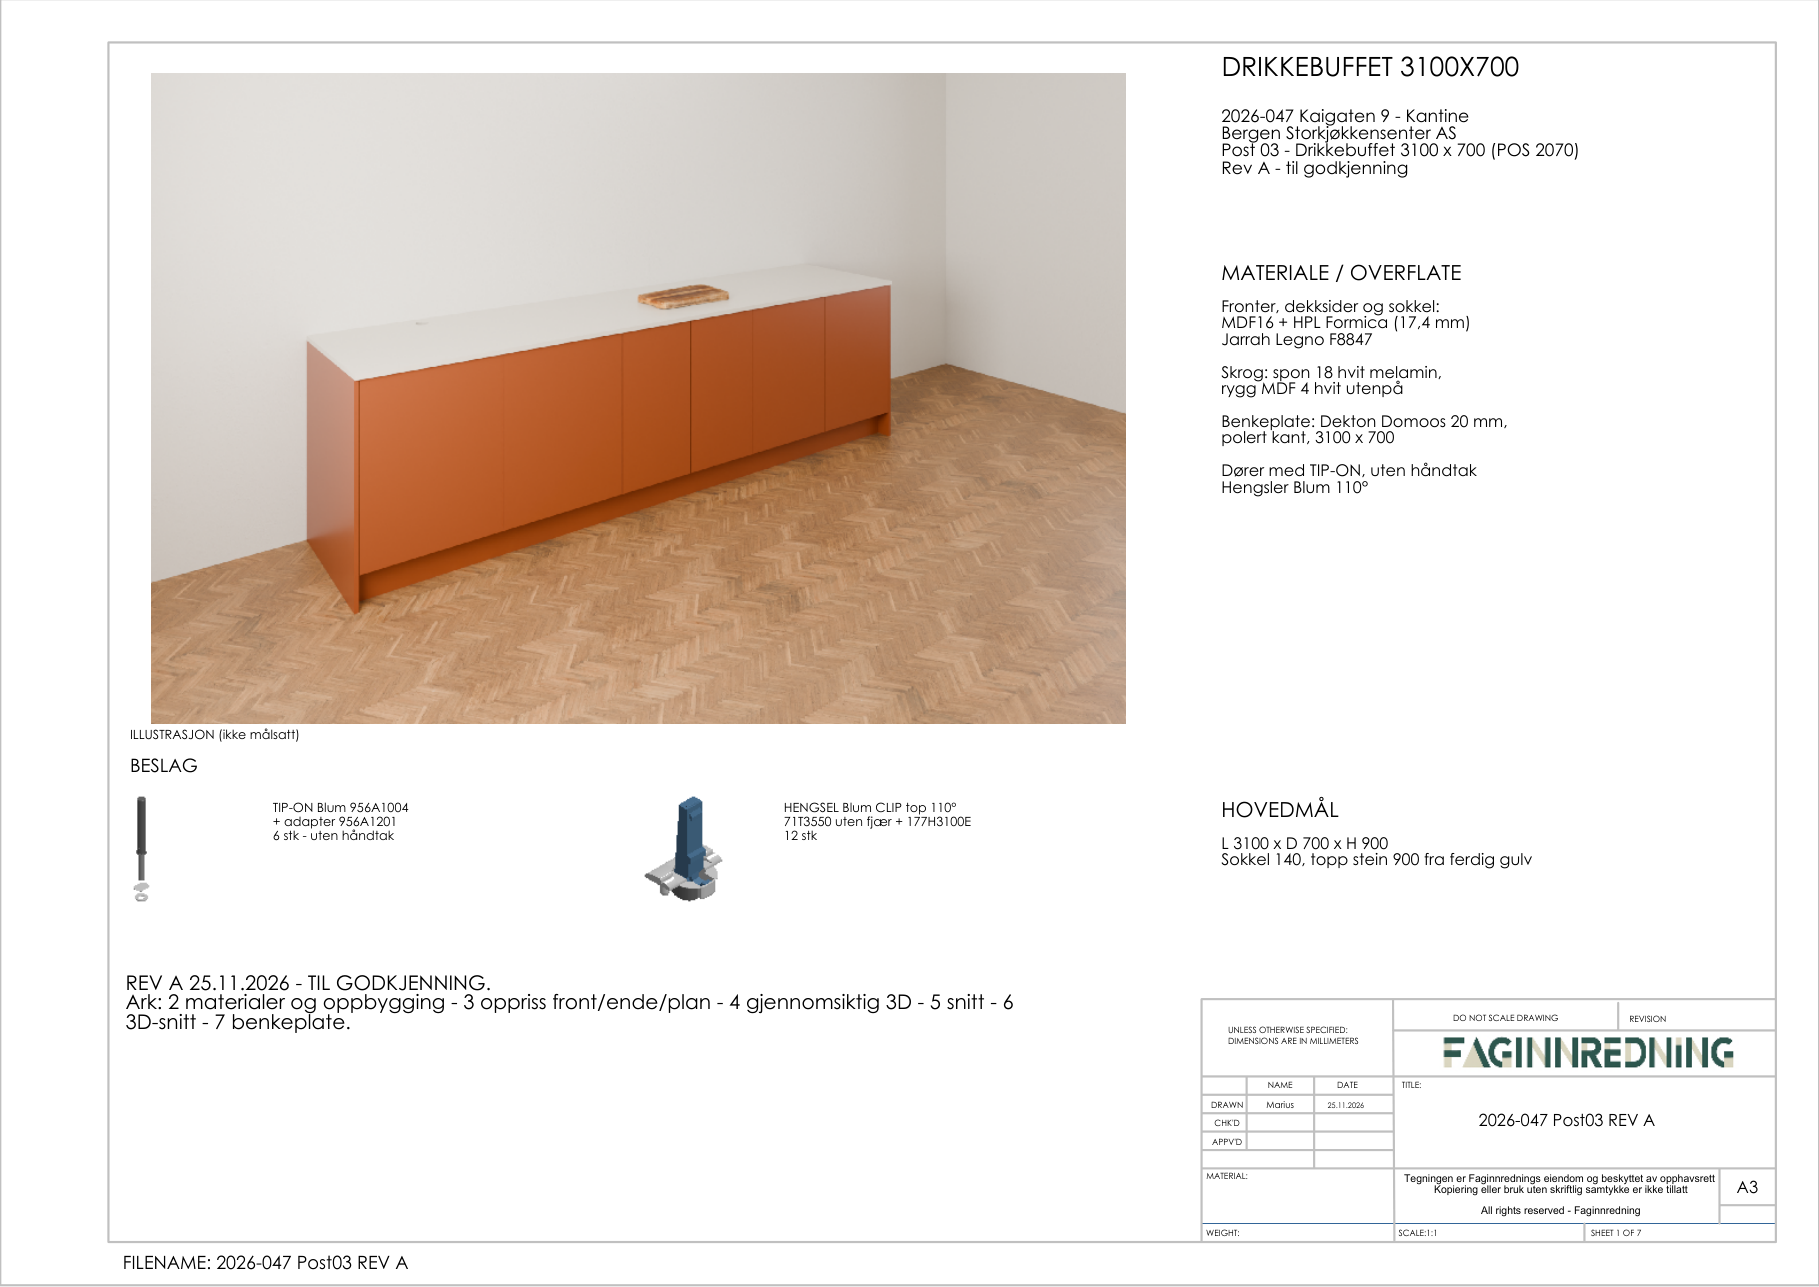 DRIKKEBUFFET 3100X700
2026-047 Kaigaten 9 - Kantine
Bergen Storkjøkkensenter AS
Post 03 - Drikkebuffet 3100 x 700 (POS 2070)
Rev A - til godkjenning
MATERIALE / OVERFLATE
Fronter, dekksider og sokkel:
MDF16 + HPL Formica (17,4 mm)
Jarrah Legno F8847
Skrog: spon 18 hvit melamin,
rygg MDF 4 hvit utenpå
Benkeplate: Dekton Domoos 20 mm,
polert kant, 3100 x 700
Dører med TIP-ON, uten håndtak
Hengsler Blum 110°
ILLUSTRASJON (ikke målsatt)
BESLAG
TIP-ON Blum 956A1004
+ adapter 956A1201
6 stk - uten håndtak
HENGSEL Blum CLIP top 110°
71T3550 uten fjær + 177H3100E
12 stk
HOVEDMÅL
L 3100 x D 700 x H 900
Sokkel 140, topp stein 900 fra ferdig gulv
REV A 25.11.2026 - TIL GODKJENNING.
Ark: 2 materialer og oppbygging - 3 oppriss front/ende/plan - 4 gjennomsiktig 3D - 5 snitt - 6
3D-snitt - 7 benkeplate.
UNLESS OTHERWISE SPECIFIED:
DIMENSIONS ARE IN MILLIMETERS
DO NOT SCALE DRAWING
REVISION
FAGINNREDNING
NAME
DATE
DRAWN
Marius
25.11.2026
CHK'D
APPV'D
TITLE:
2026-047 Post03 REV A
MATERIAL:
Tegningen er Faginnrednings eiendom og beskyttet av opphavsrett
Kopiering eller bruk uten skriftlig samtykke er ikke tillatt
All rights reserved - Faginnredning
A3
WEIGHT:
SCALE:1:1
SHEET 1 OF 7
FILENAME: 2026-047 Post03 REV A